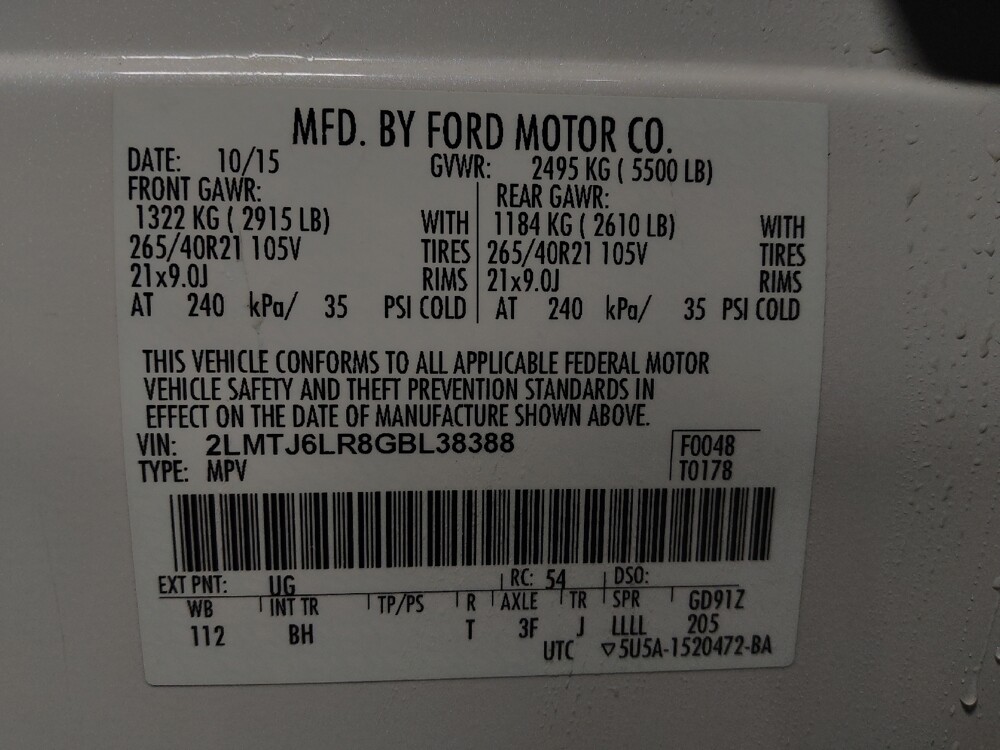 MFD. BY FORD MOTOR CO.
DATE: 10/15 GVWR: 2495 KG ( 5500 LB)
FRONT GAWR: REAR GAWR:
1322 KG ( 2915 LB) WITH 1184 KG ( 2610 LB) WITH
265/40R21 105V TIRES 265/40R21 105V TIRES
21x9.0J RIMS 21x9.0J RIMS
AT 240 kPa/ 35 PSI COLD AT 240 kPa/ 35 PSI COLD
THIS VEHICLE CONFORMS TO ALL APPLICABLE FEDERAL MOTOR
VEHICLE SAFETY AND THEFT PREVENTION STANDARDS IN
EFFECT ON THE DATE OF MANUFACTURE SHOWN ABOVE.
VIN: 2LMTJ6LR8GBL38388 F0048
TYPE: MPV T0178
EXT PNT: UG RC: 54 DSO:
WB INT TR TP/PS R AXLE TR SPR GD91Z
112 BH T 3F J LLLL 205
UTC ▽5U5A-1520472-BA